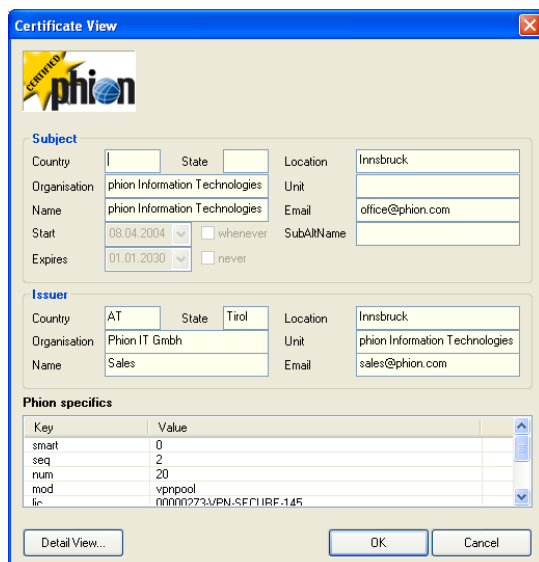 Certificate View
CERTIFIED
phion
Subject
Country State Location Innsbruck
Organisation phion Information Technologies Unit
Name phion Information Technologies Email office@phion.com
Start 08.04.2004 whenever SubAltName
Expires 01.01.2030 never
Issuer
Country AT State Tirol Location Innsbruck
Organisation Phion IT Gmbh Unit phion Information Technologies
Name Sales Email sales@phion.com
Phion specifics
Key Value
smart 0
seq 2
num 20
mod vpnpool
lic 00000273-VPN-SECURE-145
Detail View... OK Cancel